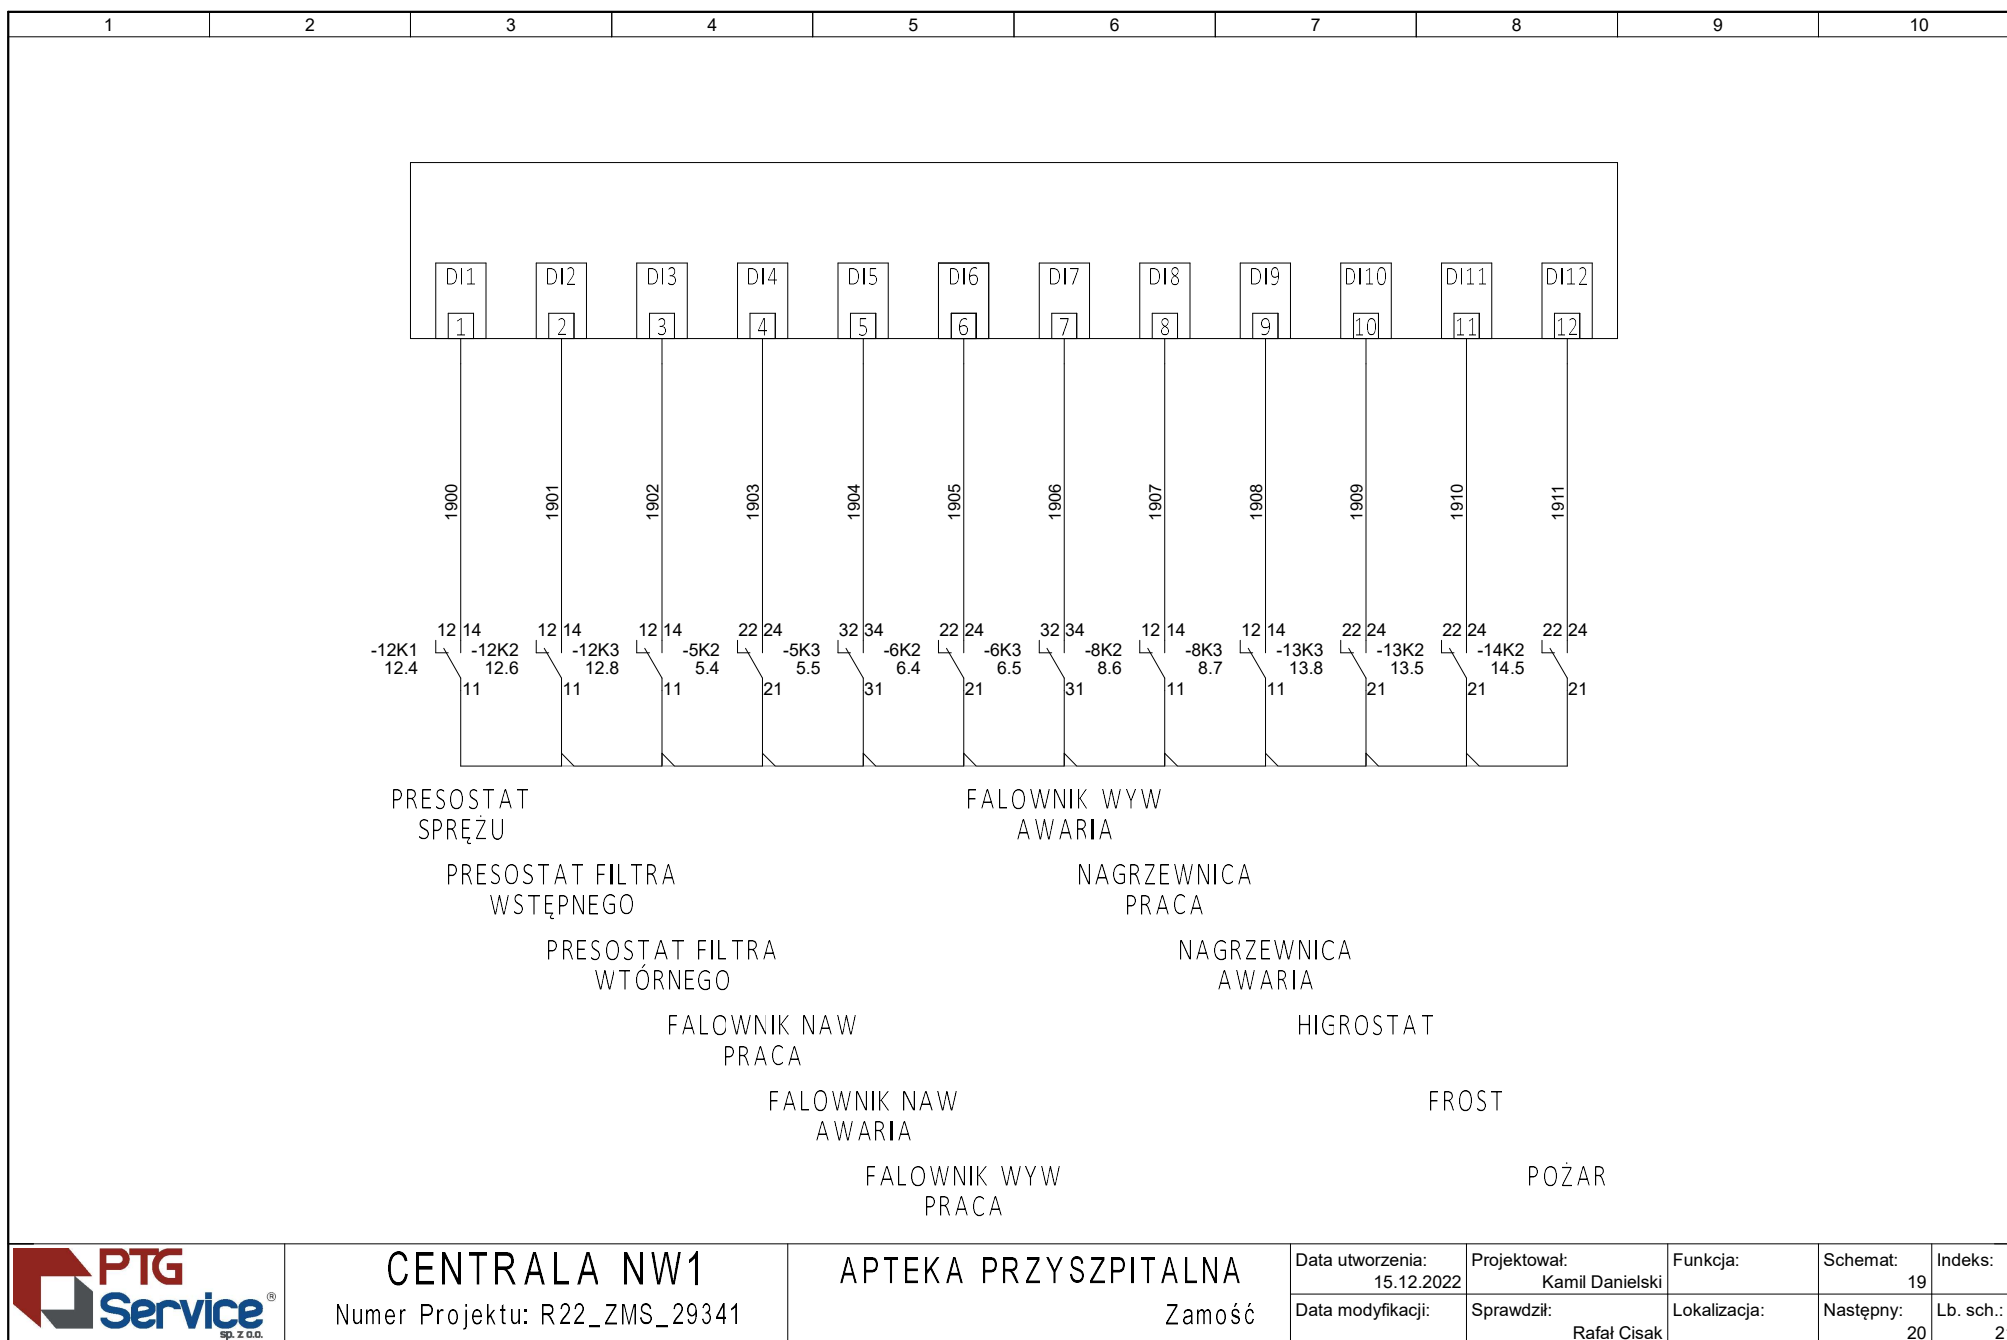 1 2 3 4 5 6 7 8 9 10
DI1 DI2 DI3 DI4 DI5 DI6 DI7 DI8 DI9 DI10 DI11 DI12
1 2 3 4 5 6 7 8 9 10 11 12
1900 1901 1902 1903 1904 1905 1906 1907 1908 1909 1910 1911
12 14 12 14 12 14 22 24 32 34 22 24 32 34 12 14 12 14 22 24 22 24 22 24
-12K1 -12K2 -12K3 -5K2 -5K3 -6K2 -6K3 -8K2 -8K3 -13K3 -13K2 -14K2
12.4 12.6 12.8 5.4 5.5 6.4 6.5 8.6 8.7 13.8 13.5 14.5
11 11 11 21 31 21 31 11 11 21 21 21
PRESOSTAT
SPRĘŻU
PRESOSTAT FILTRA
WSTĘPNEGO
PRESOSTAT FILTRA
WTÓRNEGO
FALOWNIK NAW
PRACA
FALOWNIK NAW
AWARIA
FALOWNIK WYW
PRACA
FALOWNIK WYW
AWARIA
NAGRZEWNICA
PRACA
NAGRZEWNICA
AWARIA
HIGROSTAT
FROST
POŻAR
PTG
Service®
sp. z o.o.
CENTRALA NW1
Numer Projektu: R22_ZMS_29341
APTEKA PRZYSZPITALNA
Zamość
Data utworzenia:
15.12.2022
Data modyfikacji:
Projektował:
Kamil Danielski
Sprawdził:
Rafał Cisak
Funkcja:
Lokalizacja:
Schemat:
19
Następny:
20
Indeks:
Lb. sch.: